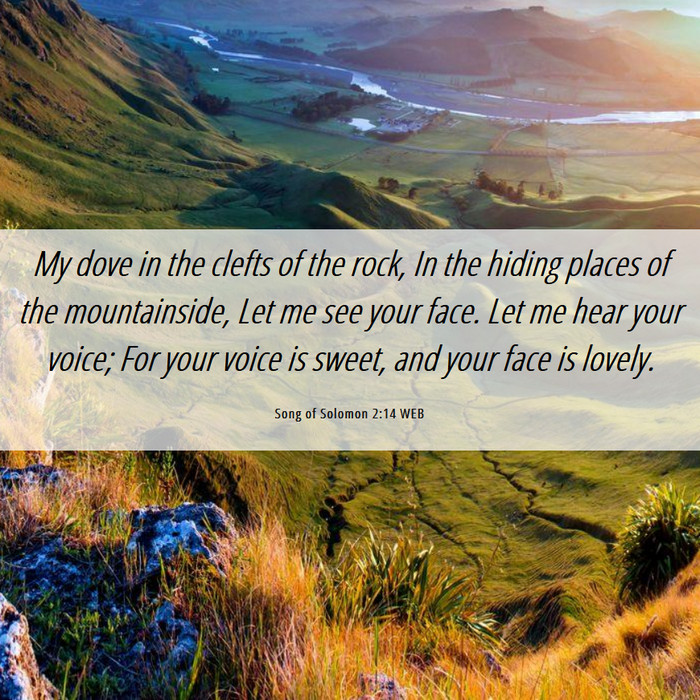 My dove in the clefts of the rock, In the hiding places of
the mountainside, Let me see your face. Let me hear your
voice; For your voice is sweet, and your face is lovely.
Song of Solomon 2:14 WEB